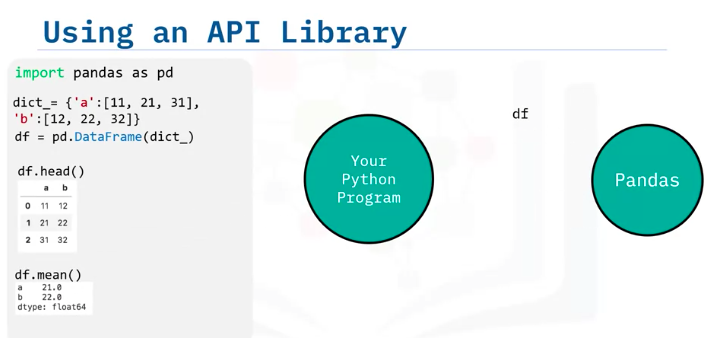 Using an API Library
import pandas as pd
dict_= {'a':[11, 21, 31],
'b':[12, 22, 32]}
df = pd.DataFrame(dict_)
df.head()
a b
0 11 12
1 21 22
2 31 32
df.mean()
a 21.0
b 22.0
dtype: float64
Your
Python
Program
df
Pandas